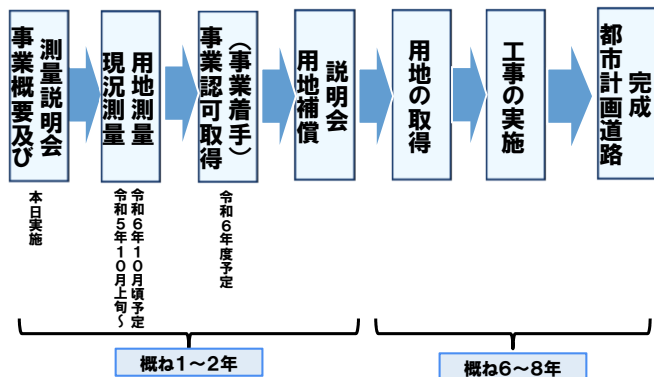 事業概要及び
測量説明会
現況測量
用地測量
事業認可取得
（事業着手）
用地補償
説明会
用地の取得
工事の実施
都市計画道路
完成
本日実施
令和５年１０月上旬～
令和６年１０月頃予定
令和６年度予定
概ね１～２年
概ね６～８年